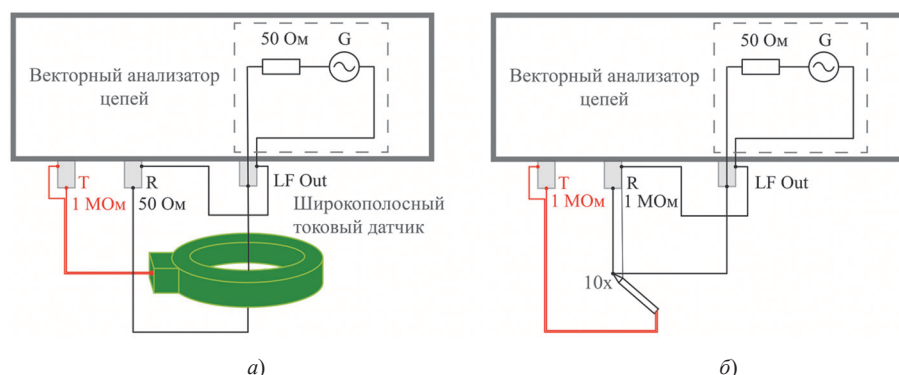 50 Ом
G
Векторный анализатор
цепей
T
1 МОм
R
50 Ом
LF Out
Широкополосный
токовый датчик
а)
50 Ом
G
Векторный анализатор
цепей
T
1 МОм
R
1 МОм
LF Out
10x
б)